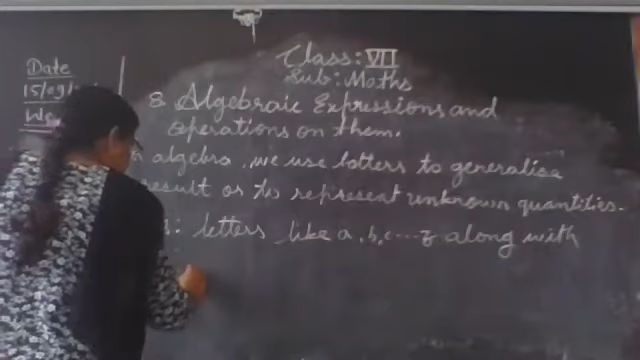 Class: VII
Sub: Maths
Date
15/09/
We
8 Algebraic Expressions and
operations on them.
algebra, we use letters to generalise
result or to represent unknown quantities.
: letters like a, b, c ---- z along with